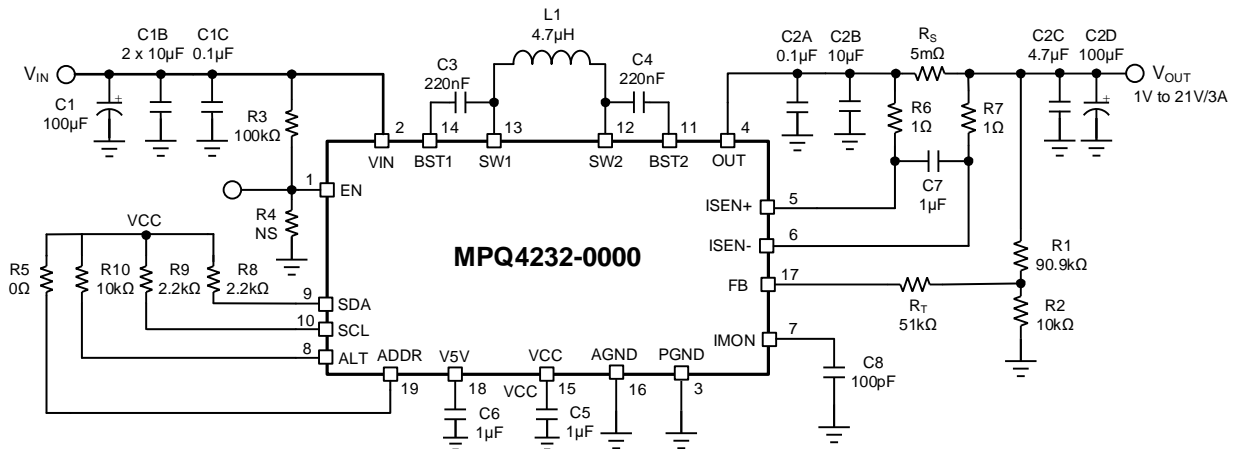 L1
4.7µH
C1B
2 x 10µF
C1C
0.1µF
C3
220nF
C4
220nF
C2A
0.1µF
C2B
10µF
RS
5mΩ
C2C
4.7µF
C2D
100µF
VIN
VOUT
1V to 21V/3A
C1
100µF
R3
100kΩ
R6
1Ω
R7
1Ω
2
14
13
12
11
4
VIN
BST1
SW1
SW2
BST2
OUT
C7
1µF
1
EN
5
ISEN+
R4
NS
VCC
6
ISEN-
MPQ4232-0000
R5
0Ω
R10
10kΩ
R9
2.2kΩ
R8
2.2kΩ
R1
90.9kΩ
17
FB
9
SDA
RT
51kΩ
R2
10kΩ
10
SCL
7
IMON
8
ALT
ADDR
V5V
VCC
AGND
PGND
C8
100pF
19
18
VCC
15
16
3
C6
1µF
C5
1µF